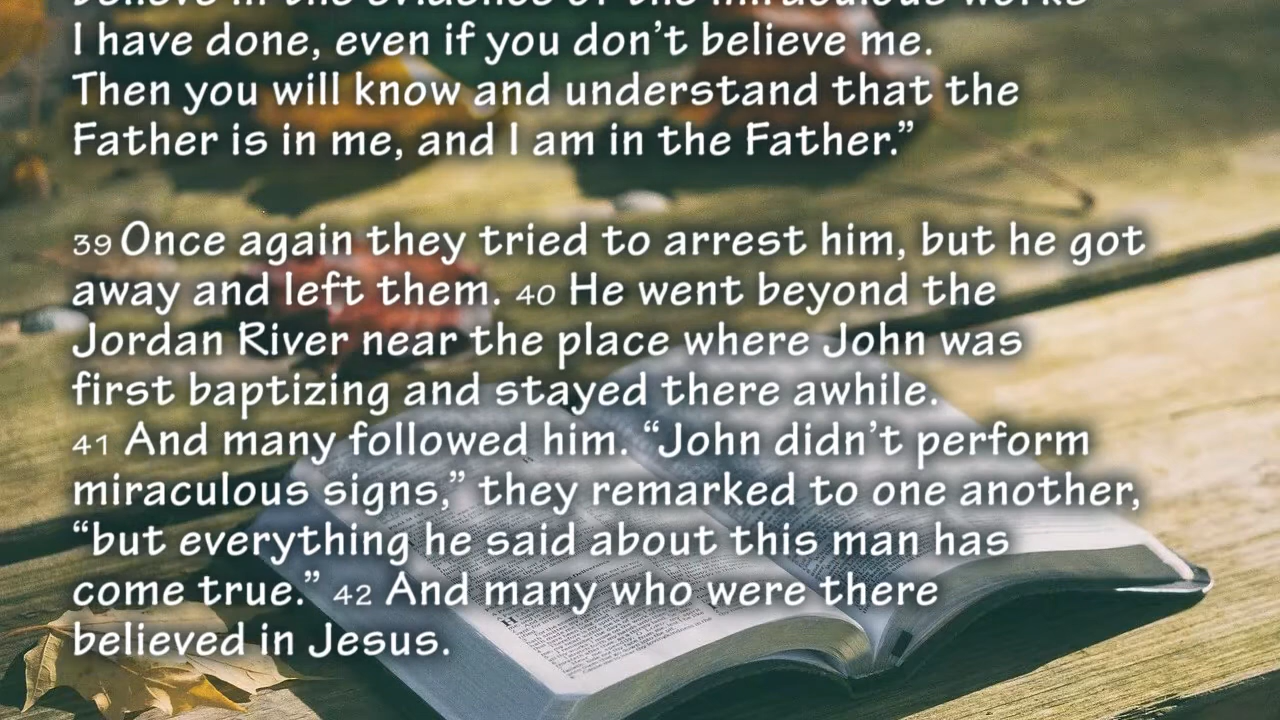 believe in the evidence of the miraculous works
I have done, even if you don’t believe me.
Then you will know and understand that the
Father is in me, and I am in the Father.”
39 Once again they tried to arrest him, but he got
away and left them. 40 He went beyond the
Jordan River near the place where John was
first baptizing and stayed there awhile.
41 And many followed him. “John didn’t perform
miraculous signs,” they remarked to one another,
“but everything he said about this man has
come true.” 42 And many who were there
believed in Jesus.